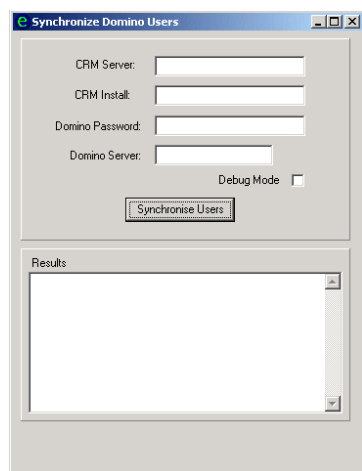 e Synchronize Domino Users
CRM Server:
CRM Install:
Domino Password:
Domino Server:
Debug Mode
Synchronise Users
Results